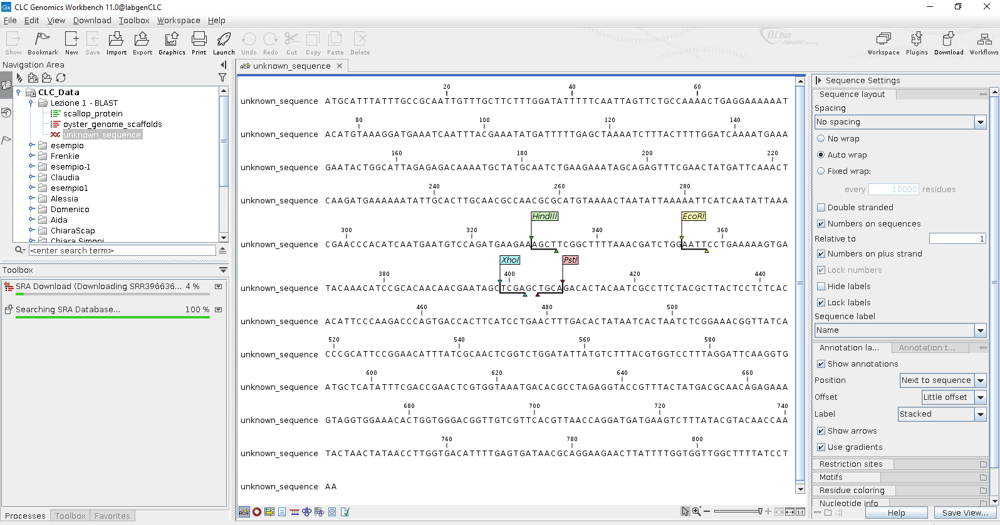 CLC Genomics Workbench 11.0@labgenCLC
File Edit View Download Toolbox Workspace Help
Show Bookmark New Save Import Export Graphics Print Launch Undo Redo Cut Copy Paste Delete Workspace Plugins Download Workflows
Navigation Area
CLC_Data
Lezione 1 - BLAST
scallop_protein
oyster_genome_scaffolds
unknown_sequence
esempio
Frenkie
esempio-1
Claudia
esempio1
Alessia
Domenico
Aida
ChiaraScap
Chiara Simoni
<enter search term>
Toolbox
SRA Download (Downloading SRR396636... 4 %
Searching SRA Database... 100 %
Processes Toolbox Favorites
unknown_sequence
20 40 60
unknown_sequence ATGCATTTATTTGCCGCAATTGTTTGCTTCTTTGGATATTTTTCAATTAGTTCTGCCAAAACTGAGGAAAAAAT
80 100 120 140
unknown_sequence ACATGTAAAGGATGAAATCAATTTACGAAATATGATTTTTGAGCTAAAATCTTTACTTTTGGATCAAAATGAAA
160 180 200 220
unknown_sequence GAATACTGGCATTAGAGAGACAAAATGCTATGCAATCTGAAGAAATAGCAGAGTTTCGAACTATGATTCAAACT
240 260 280
unknown_sequence CAAGATGAAAAAATATTGCACTTGCAACGCCAACGCGCATGTAAAACTAATATTAAAAATTCATCAATATTAAA
HindIII EcoRI
300 320 340 360
unknown_sequence CGAACCCACATCAATGAATGTCCAGATGAAGAAAGCTTCGGCTTTTAAACGATCTGGAATTCCTGAAAAAGTGA
XhoI PstI
380 400 420 440
unknown_sequence TACAAACATCCGCACAACAACGAATAGCTCGAGCTGCAGACACTACAATCGCCTTCTACGCTTACTCCTCTCAC
460 480 500
unknown_sequence ACATTCCCAAGACCCAGTGACCACTTCATCCTGAACTTTGACACTATAATCACTAATCTCGGAAACGGTTATCA
520 540 560 580
unknown_sequence CCCGCATTCCGGAACATTTATCGCAACTCGGTCTGGATATTATGTCTTTACGTGGTCCTTTAGGATTCAAGGTG
600 620 640 660
unknown_sequence ATGCTCATATTTCGACCGAACTCGTGGTAAATGACACGCCTAGAGGTACCGTTTACTATGACGCAACAGAGAAA
680 700 720 740
unknown_sequence GTAGGTGGAAACACTGGTGGGACGGTTGTCGTTCACGTTAACCAGGATGATGAAGTCTTTATACGTACAACCAA
760 780 800
unknown_sequence TACTAACTATAACCTTGGTGACATTTTGAGTGATAACGCAGGAAGAACTTATTTTGGTGGTTGGCTTTTATCCT
unknown_sequence AA
Sequence Settings
Sequence layout
Spacing
No spacing
No wrap
Auto wrap
Fixed wrap:
every 10000 residues
Double stranded
Numbers on sequences
Relative to 1
Numbers on plus strand
Lock numbers
Hide labels
Lock labels
Sequence label
Name
Annotation la... Annotation t...
Show annotations
Position Next to sequence
Offset Little offset
Label Stacked
Show arrows
Use gradients
Restriction sites
Motifs
Residue coloring
Nucleotide info
Help Save View...